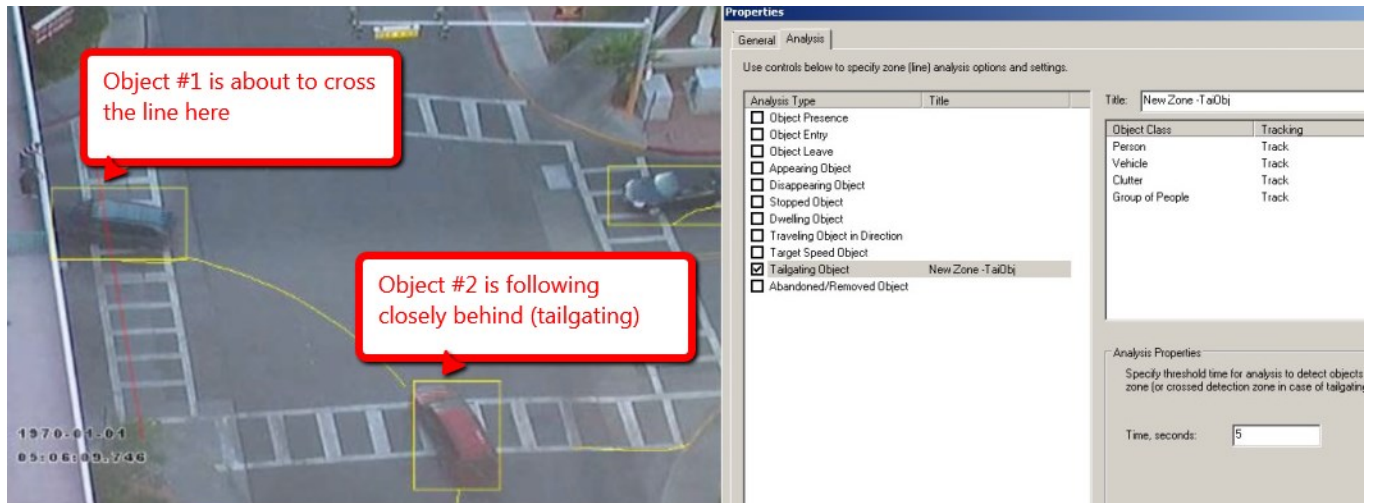 Object #1 is about to cross
the line here
Object #2 is following
closely behind (tailgating)
1970-01-01
05:06:09.746
Properties
General Analysis
Use controls below to specify zone (line) analysis options and settings.
Analysis Type Title
Object Presence
Object Entry
Object Leave
Appearing Object
Disappearing Object
Stopped Object
Dwelling Object
Traveling Object in Direction
Target Speed Object
Tailgating Object New Zone -TaiObj
Abandoned/Removed Object
Title: New Zone -TaiObj
Object Class Tracking
Person Track
Vehicle Track
Clutter Track
Group of People Track
Analysis Properties
Specify threshold time for analysis to detect objects
zone (or crossed detection zone in case of tailgating
Time, seconds: 5